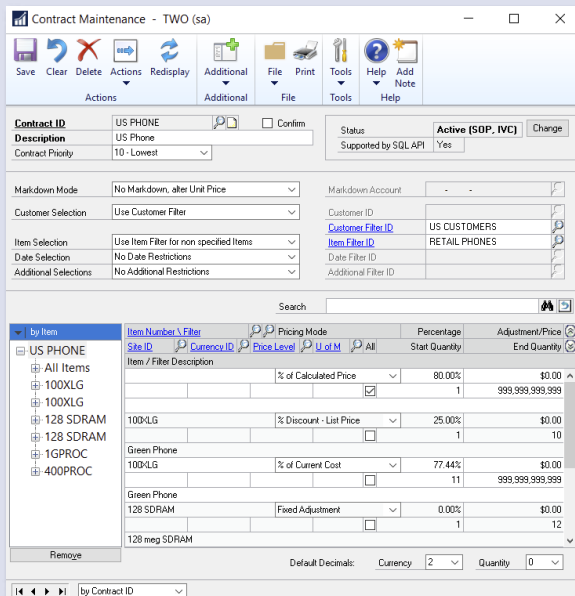 Contract Maintenance - TWO (sa)
Save Clear Delete Actions Redisplay Additional File Print Tools Help Add Note
Actions Additional File Tools Help
Contract ID US PHONE Confirm
Description US Phone
Contract Priority 10 - Lowest
Status Active (SOP, IVC) Change
Supported by SQL API Yes
Markdown Mode No Markdown, alter Unit Price Markdown Account - -
Customer Selection Use Customer Filter Customer ID
Customer Filter ID US CUSTOMERS
Item Selection Use Item Filter for non specified Items Item Filter ID RETAIL PHONES
Date Selection No Date Restrictions Date Filter ID
Additional Selections No Additional Restrictions Additional Filter ID
Search
by Item
US PHONE
All Items
100XLG
100XLG
128 SDRAM
128 SDRAM
1GPROC
400PROC
Remove
Item Number \ Filter Pricing Mode Percentage Adjustment/Price
Site ID Currency ID Price Level U of M All Start Quantity End Quantity
Item / Filter Description
% of Calculated Price 80.00% $0.00
1 999,999,999,999
100XLG % Discount - List Price 25.00% $0.00
1 10
Green Phone
100XLG % of Current Cost 77.44% $0.00
11 999,999,999,999
Green Phone
128 SDRAM Fixed Adjustment 0.00% $0.00
1 12
128 meg SDRAM
Default Decimals: Currency 2 Quantity 0
by Contract ID